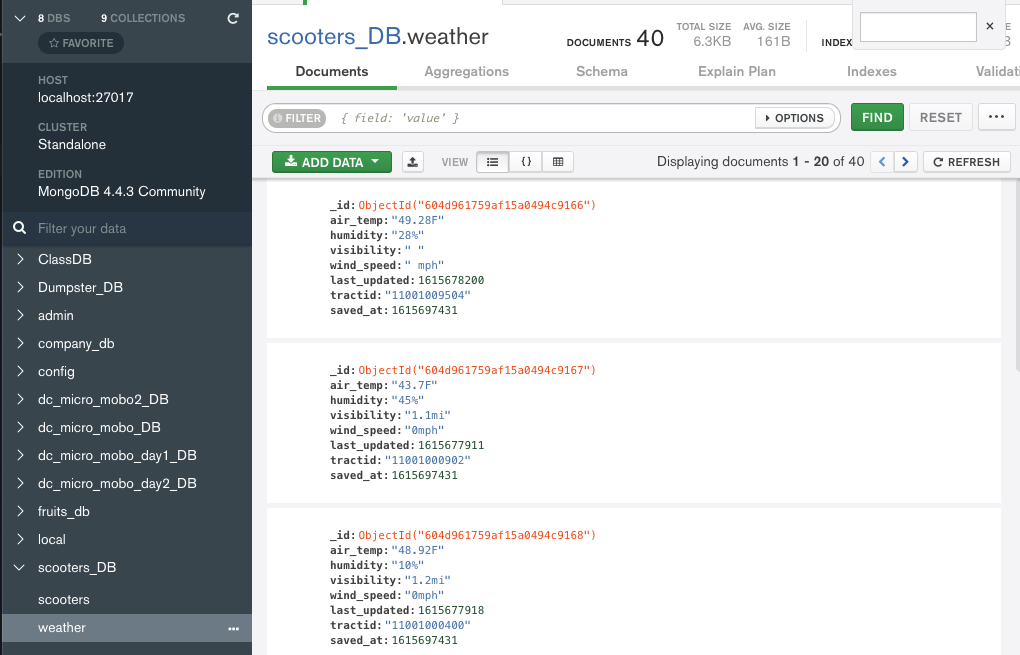 8 DBS 9 COLLECTIONS
FAVORITE
HOST
localhost:27017
CLUSTER
Standalone
EDITION
MongoDB 4.4.3 Community
Filter your data
ClassDB
Dumpster_DB
admin
company_db
config
dc_micro_mobo2_DB
dc_micro_mobo_DB
dc_micro_mobo_day1_DB
dc_micro_mobo_day2_DB
fruits_db
local
scooters_DB
scooters
weather
scooters_DB.weather
DOCUMENTS 40
TOTAL SIZE 6.3KB
AVG. SIZE 161B
INDEX
Documents Aggregations Schema Explain Plan Indexes Validati
FILTER { field: 'value' } OPTIONS FIND RESET
ADD DATA VIEW {} Displaying documents 1 - 20 of 40 < > REFRESH
_id: ObjectId("604d961759af15a0494c9166")
air_temp: "49.28F"
humidity: "28%"
visibility: " "
wind_speed: " mph"
last_updated: 1615678200
tractid: "11001009504"
saved_at: 1615697431
_id: ObjectId("604d961759af15a0494c9167")
air_temp: "43.7F"
humidity: "45%"
visibility: "1.1mi"
wind_speed: "0mph"
last_updated: 1615677911
tractid: "11001000902"
saved_at: 1615697431
_id: ObjectId("604d961759af15a0494c9168")
air_temp: "48.92F"
humidity: "10%"
visibility: "1.2mi"
wind_speed: "0mph"
last_updated: 1615677918
tractid: "11001000400"
saved_at: 1615697431